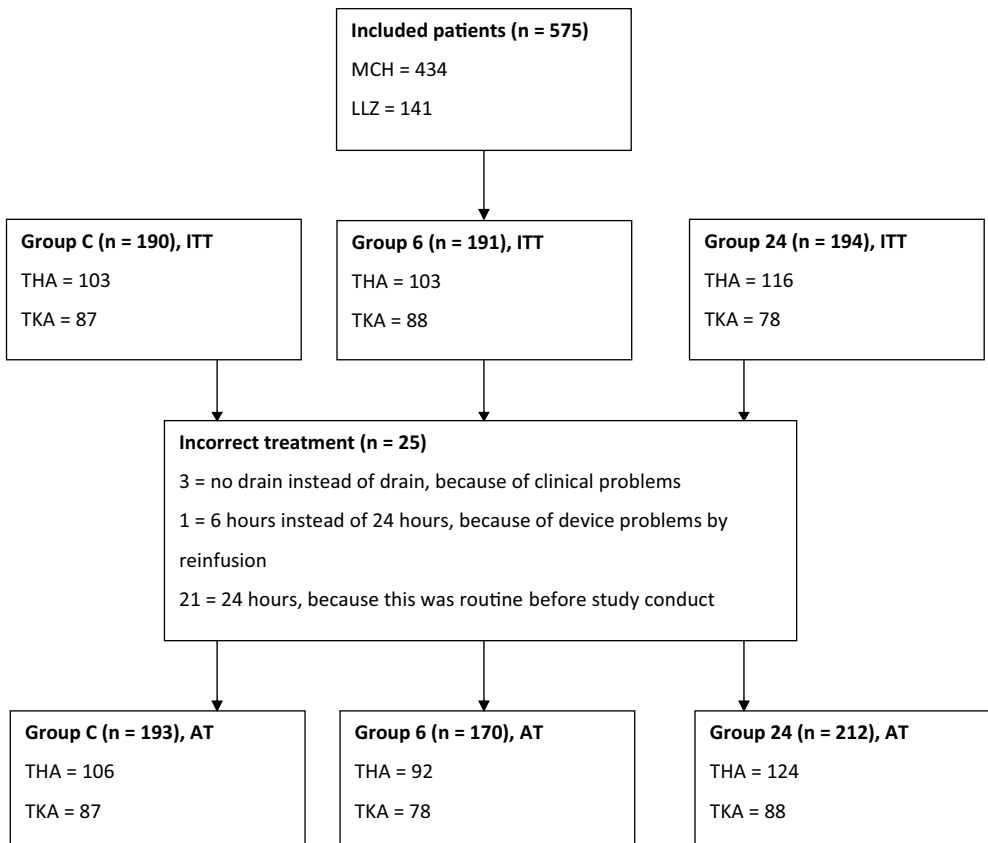 Included patients (n = 575)
MCH = 434
LLZ = 141
Group C (n = 190), ITT
THA = 103
TKA = 87
Group 6 (n = 191), ITT
THA = 103
TKA = 88
Group 24 (n = 194), ITT
THA = 116
TKA = 78
Incorrect treatment (n = 25)
3 = no drain instead of drain, because of clinical problems
1 = 6 hours instead of 24 hours, because of device problems by
reinfusion
21 = 24 hours, because this was routine before study conduct
Group C (n = 193), AT
THA = 106
TKA = 87
Group 6 (n = 170), AT
THA = 92
TKA = 78
Group 24 (n = 212), AT
THA = 124
TKA = 88